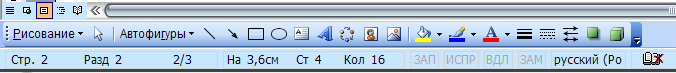 Рисование Автофигуры
Стр. 2 Разд 2 2/3 На 3,6см Ст 4 Кол 16 ЗАП ИСПР ВДЛ ЗАМ русский (Ро